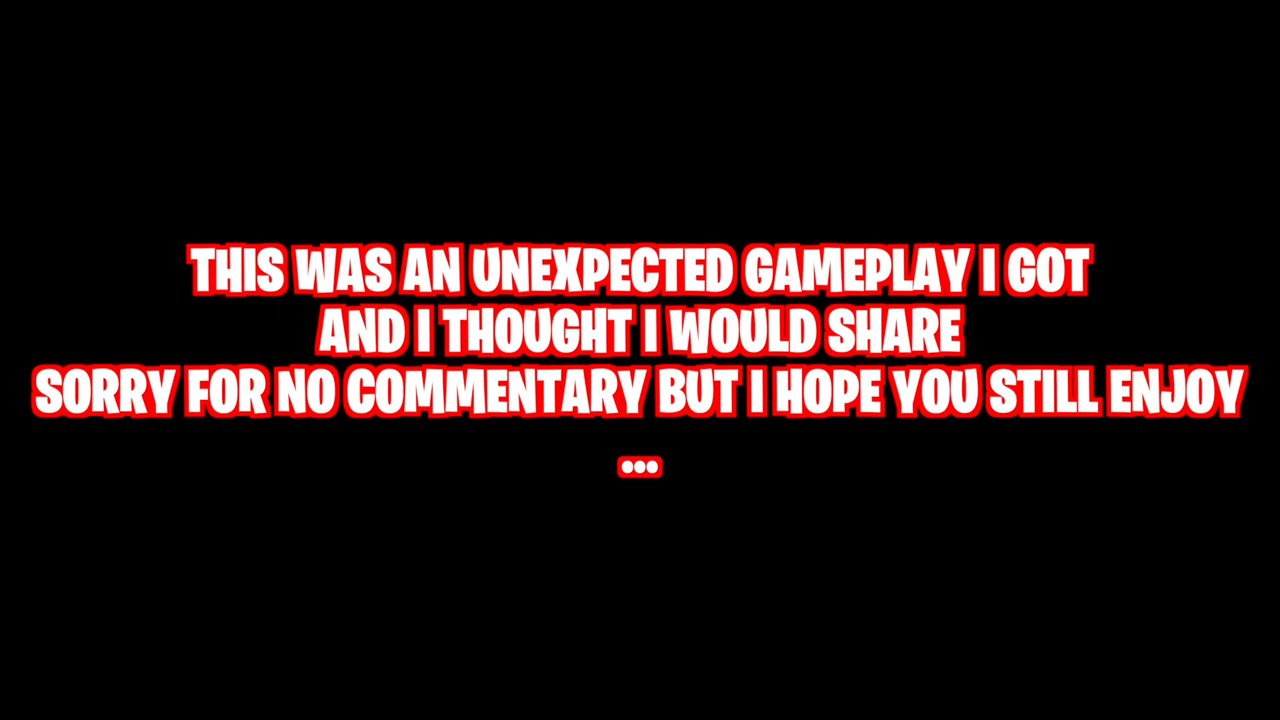 THIS WAS AN UNEXPECTED GAMEPLAY I GOT
AND I THOUGHT I WOULD SHARE
SORRY FOR NO COMMENTARY BUT I HOPE YOU STILL ENJOY
...